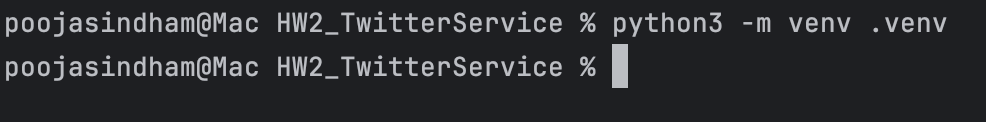 poojasindham@Mac HW2_TwitterService % python3 -m venv .venv
poojasindham@Mac HW2_TwitterService %